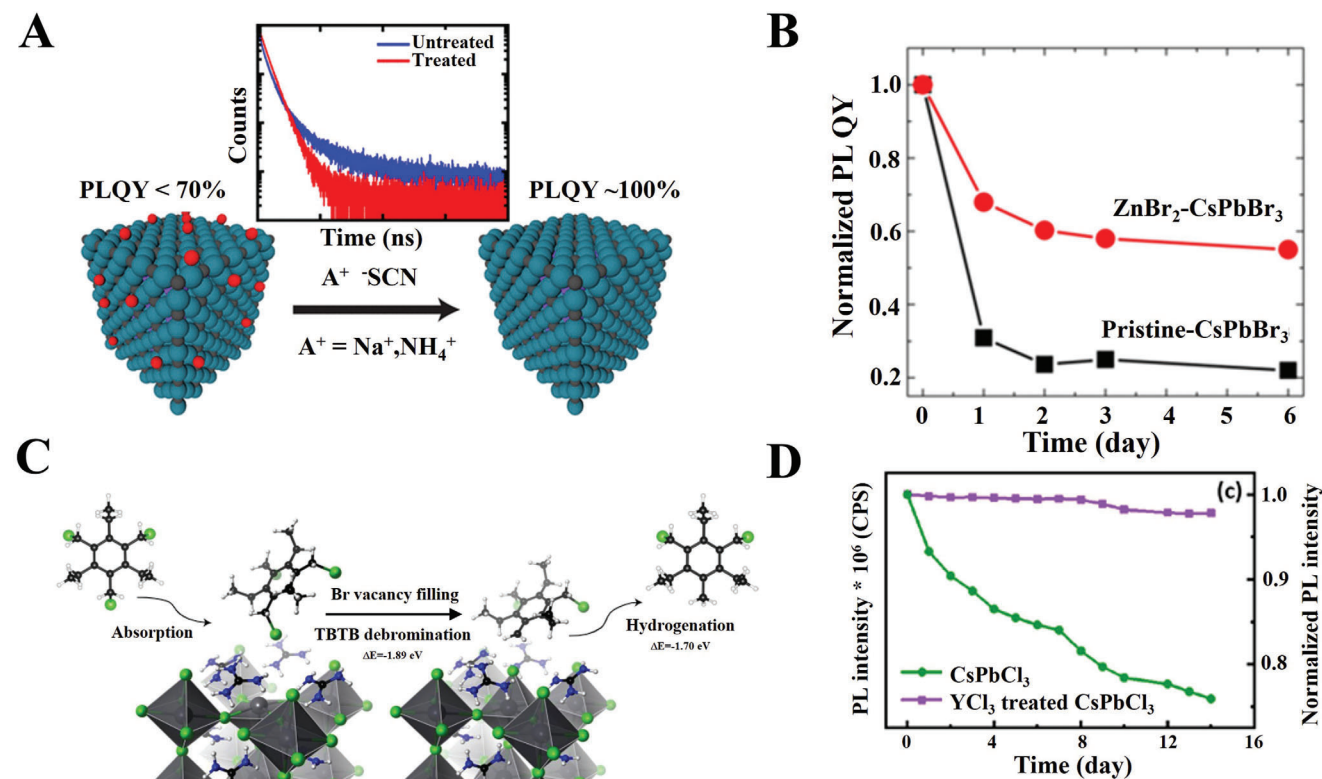 A
Untreated
Treated
Counts
Time (ns)
PLQY < 70%
PLQY ~100%
A⁺ ⁻SCN
A⁺ = Na⁺,NH₄⁺
B
Normalized PL QY
1.0
0.8
0.6
0.4
0.2
ZnBr₂-CsPbBr₃
Pristine-CsPbBr₃
0 1 2 3 4 5 6
Time (day)
C
Absorption
Br vacancy filling
TBTB debromination
ΔE=-1.89 eV
Hydrogenation
ΔE=-1.70 eV
D
(c)
PL intensity * 10⁶ (CPS)
CsPbCl₃
YCl₃ treated CsPbCl₃
1.0
0.9
0.8
Normalized PL intensity
0 4 8 12 14 16
Time (day)